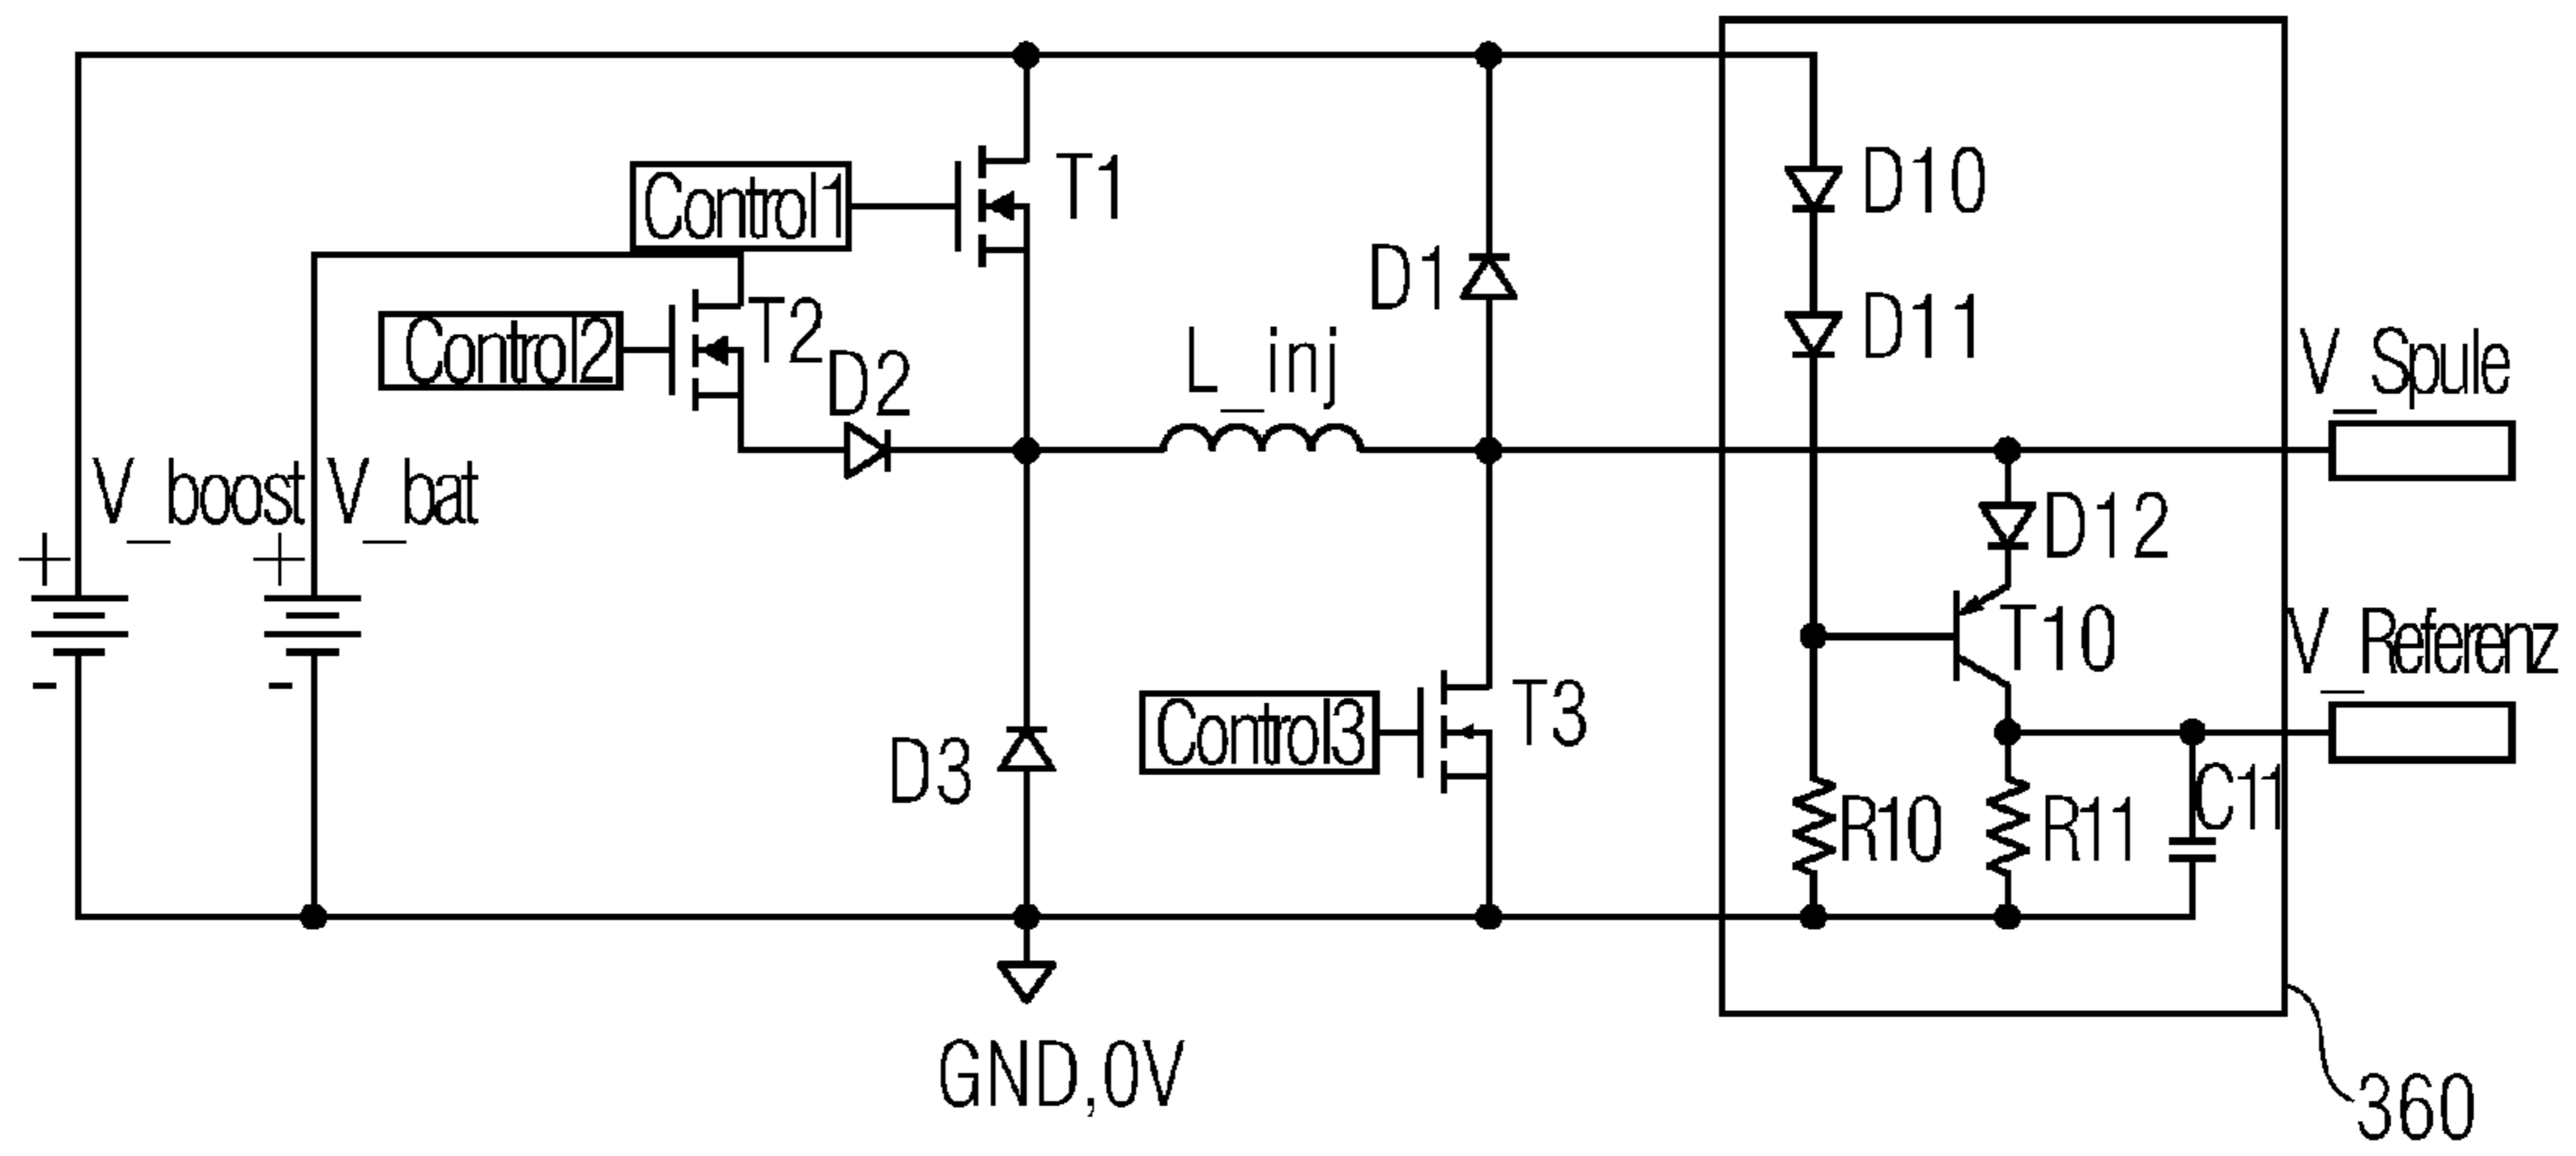 Control1
T1
D10
D1
D11
Control2
T2
D2
L_inj
V_Spule
V_boost
V_bat
+
+
D12
T10
V_Referenz
-
-
D3
Control3
T3
R10
R11
C11
GND,0V
360